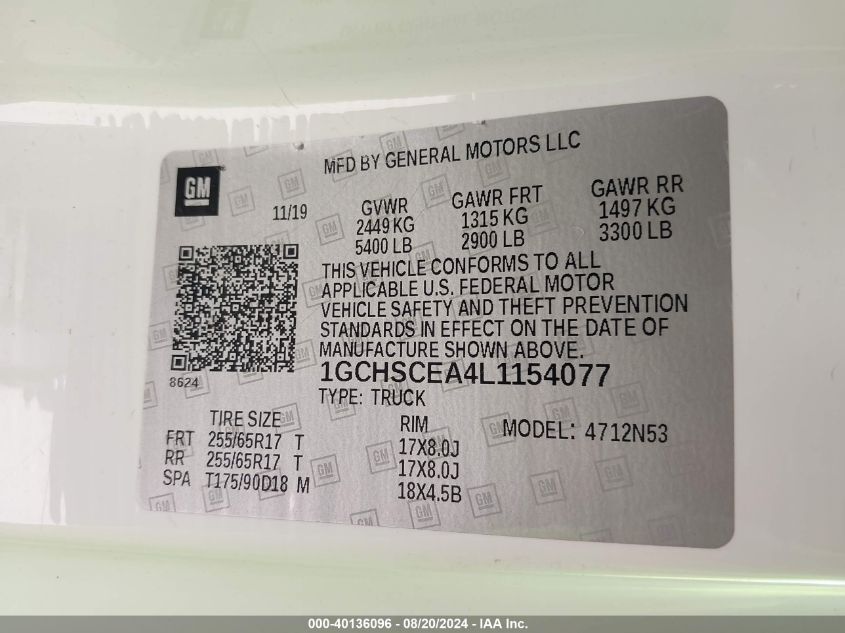 GM
MFD BY GENERAL MOTORS LLC
11/19
GVWR GAWR FRT GAWR RR
2449 KG 1315 KG 1497 KG
5400 LB 2900 LB 3300 LB
THIS VEHICLE CONFORMS TO ALL
APPLICABLE U.S. FEDERAL MOTOR
VEHICLE SAFETY AND THEFT PREVENTION
STANDARDS IN EFFECT ON THE DATE OF
MANUFACTURE SHOWN ABOVE.
8624
1GCHSCEA4L1154077
TYPE: TRUCK
TIRE SIZE RIM MODEL: 4712N53
FRT 255/65R17 T 17X8.0J
RR 255/65R17 T 17X8.0J
SPA T175/90D18 M 18X4.5B
000-40136096 - 08/20/2024 - IAA Inc.